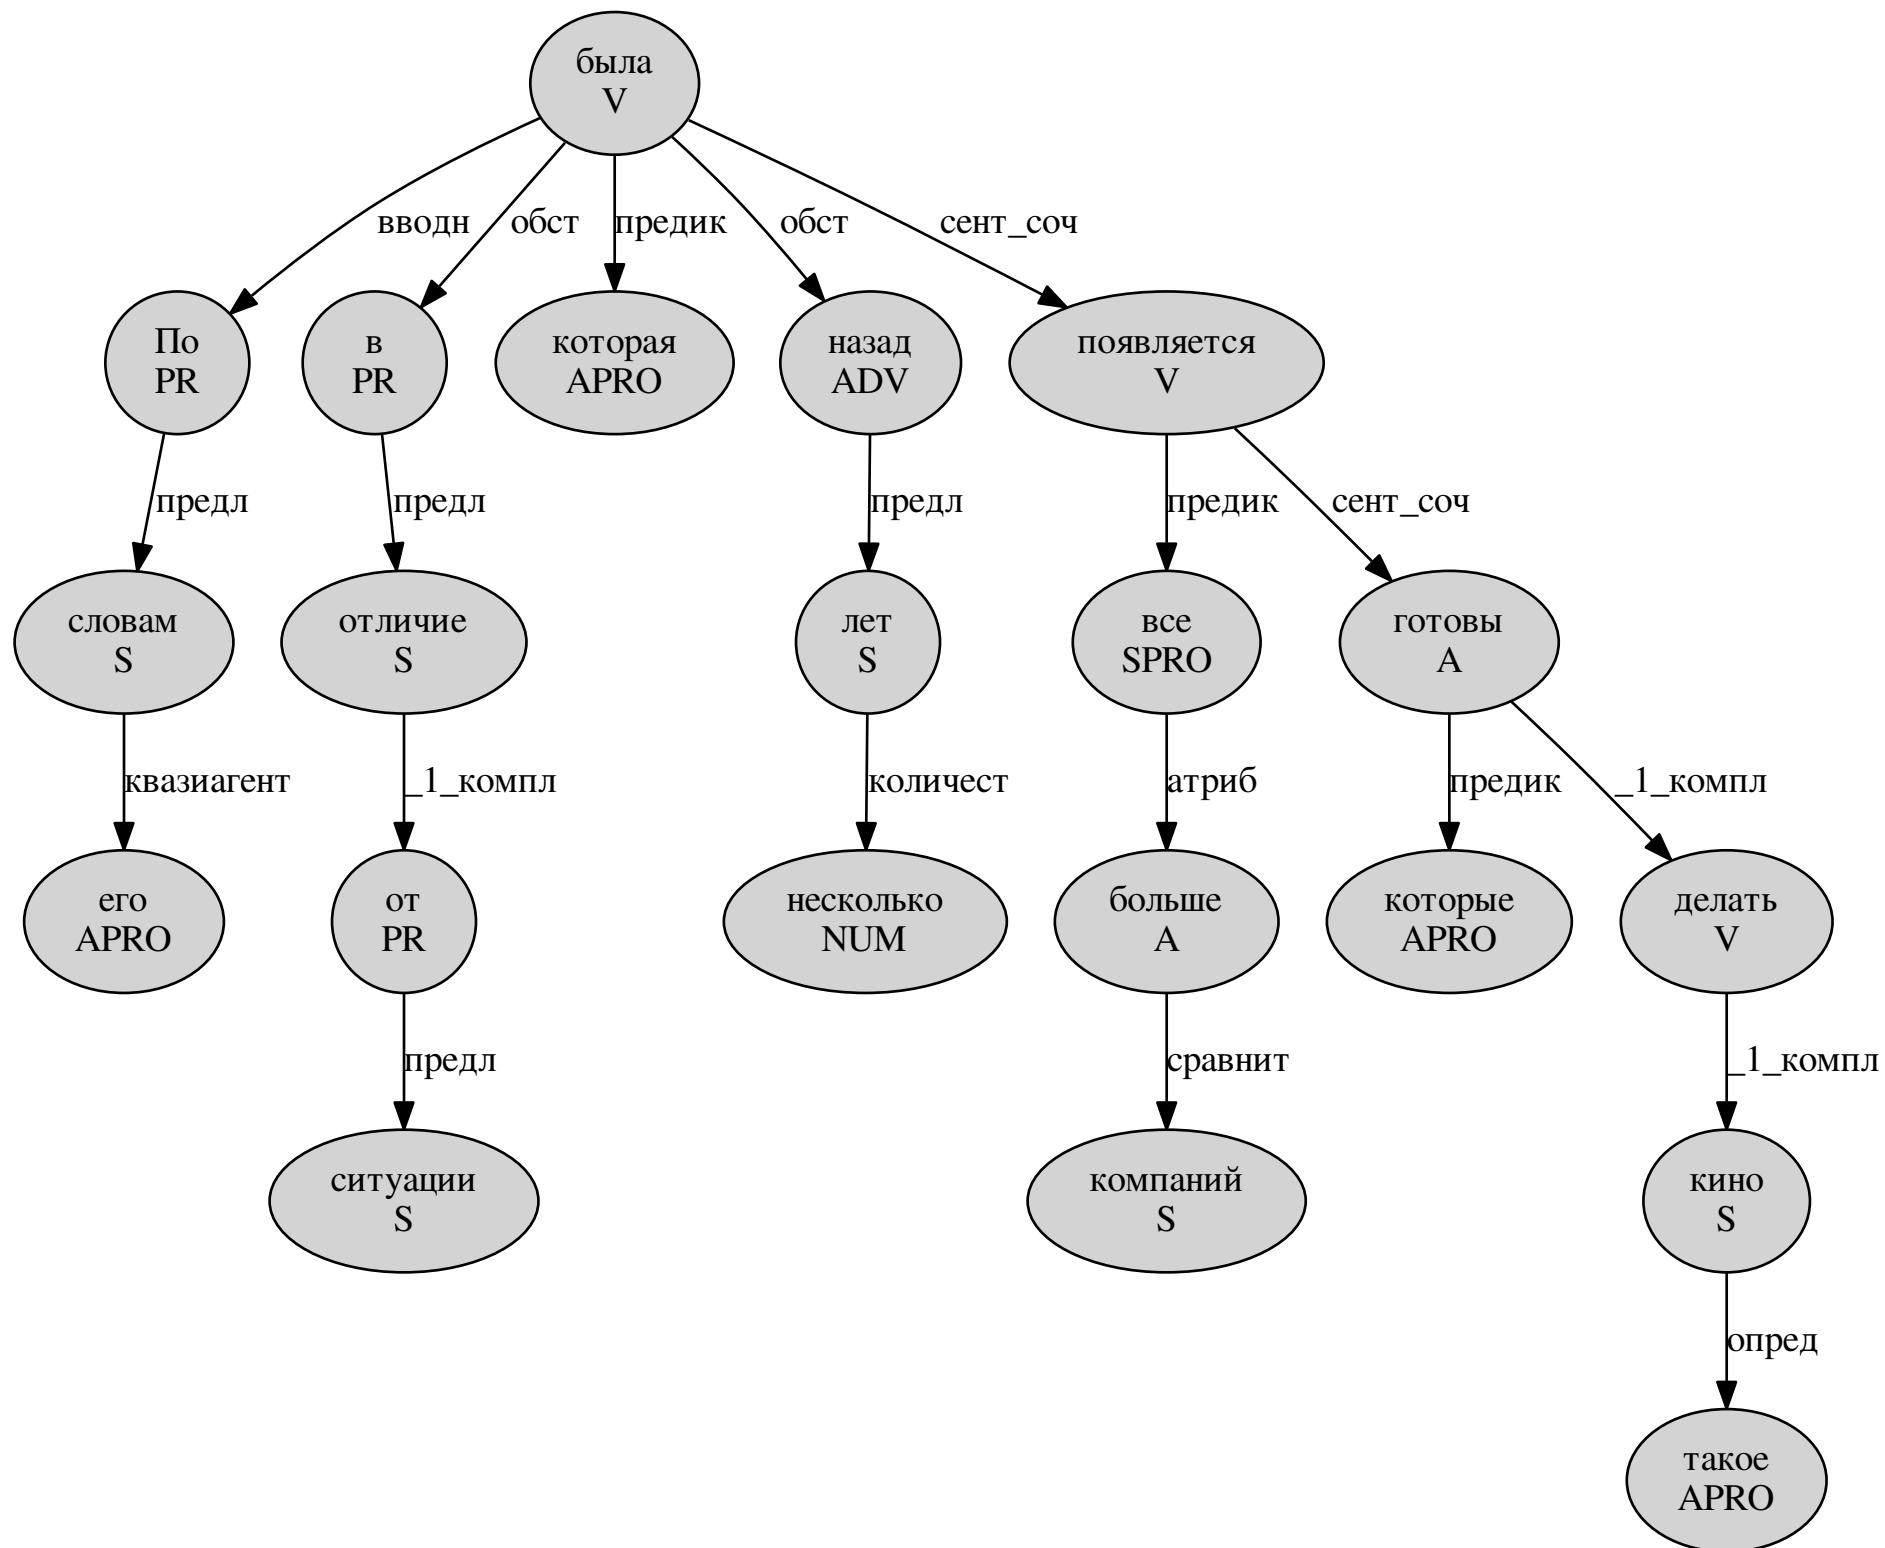 была
V
вводн
обст
предик
обст
сент_соч
По
PR
в
PR
которая
APRO
назад
ADV
появляется
V
предл
предл
предл
предик
сент_соч
словам
S
отличие
S
лет
S
все
SPRO
готовы
A
квазиагент
_1_компл
количест
атриб
предик
_1_компл
его
APRO
от
PR
несколько
NUM
больше
A
которые
APRO
делать
V
предл
сравнит
_1_компл
ситуации
S
компаний
S
кино
S
опред
такое
APRO